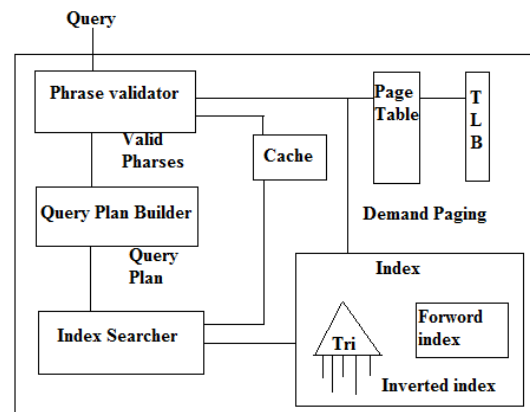 Query
Phrase validator
Page
Table
T
L
B
Valid
Pharses
Cache
Query Plan Builder
Demand Paging
Query
Plan
Index
Index Searcher
Tri
Forword
index
Inverted index